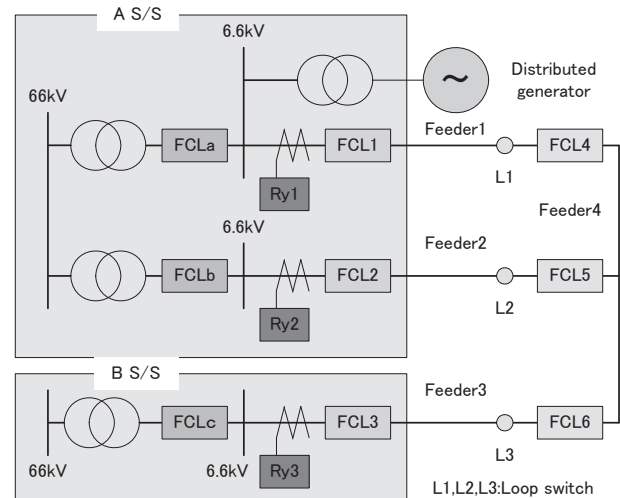 A S/S
6.6kV
66kV
Distributed
generator
~
FCLa
FCL1
Feeder1
FCL4
L1
Ry1
Feeder4
6.6kV
Feeder2
FCLb
FCL2
FCL5
L2
Ry2
B S/S
Feeder3
FCLc
FCL3
FCL6
L3
66kV
6.6kV
Ry3
L1,L2,L3:Loop switch